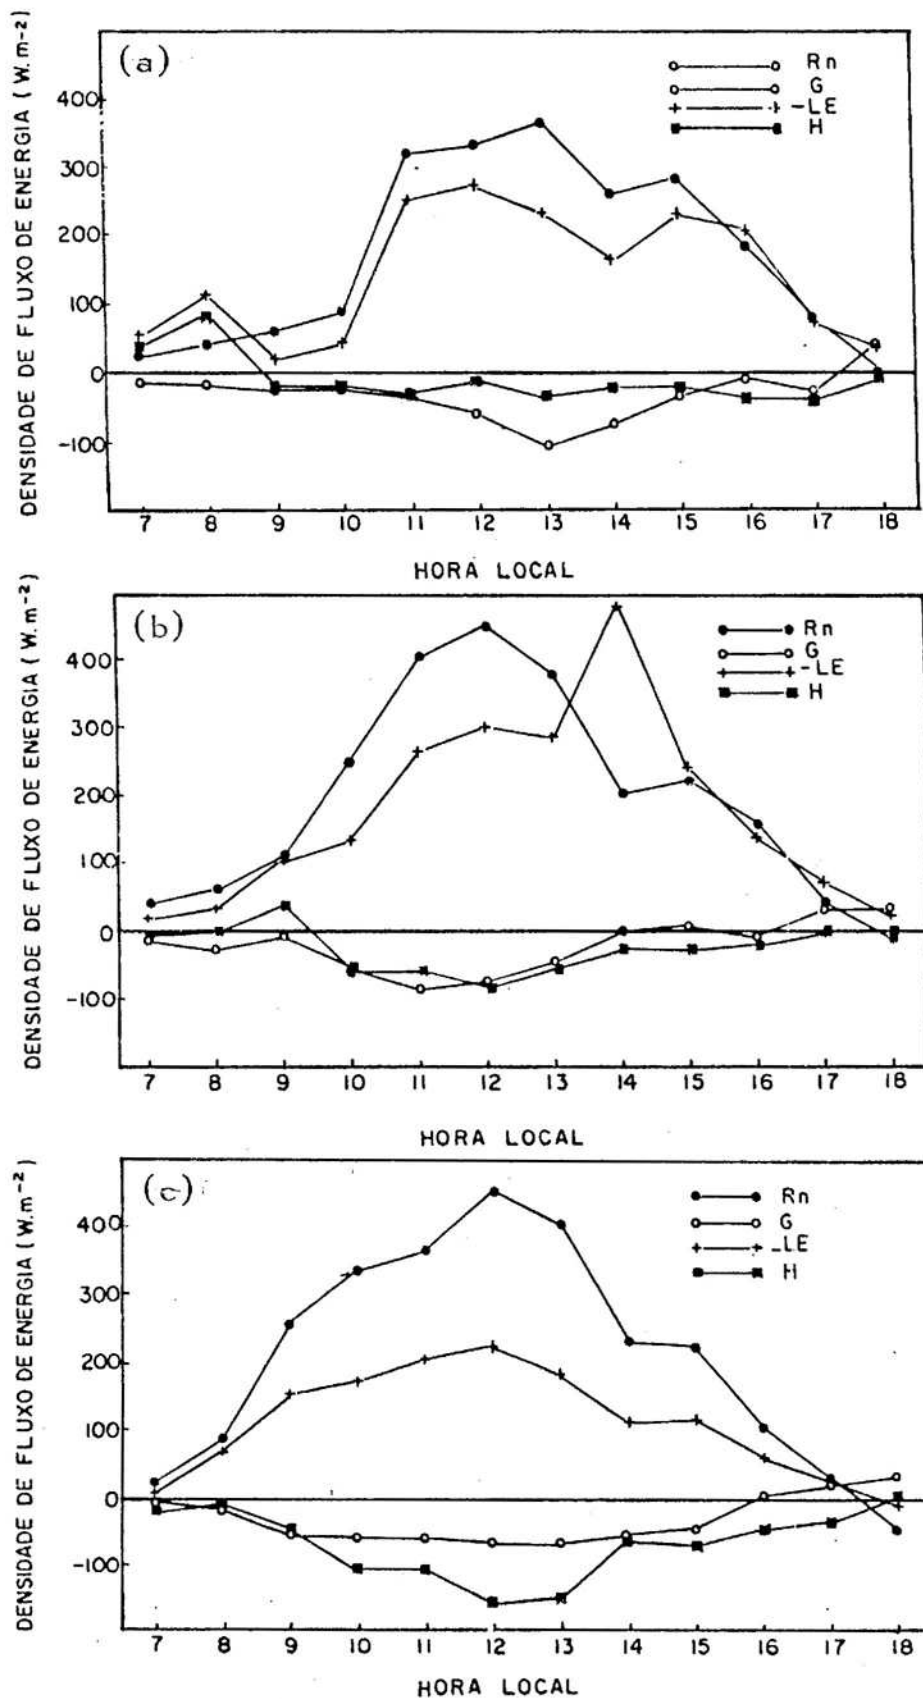 DENSIDADE DE FLUXO DE ENERGIA (W.m-²)
(a)
Rn
G
-LE
H
400
300
200
100
0
-100
7 8 9 10 11 12 13 14 15 16 17 18
HORA LOCAL
DENSIDADE DE FLUXO DE ENERGIA (W.m-²)
(b)
Rn
G
-LE
H
400
300
200
100
0
-100
7 8 9 10 11 12 13 14 15 16 17 18
HORA LOCAL
DENSIDADE DE FLUXO DE ENERGIA (W.m-²)
(c)
Rn
G
-LE
H
400
300
200
100
0
-100
7 8 9 10 11 12 13 14 15 16 17 18
HORA LOCAL